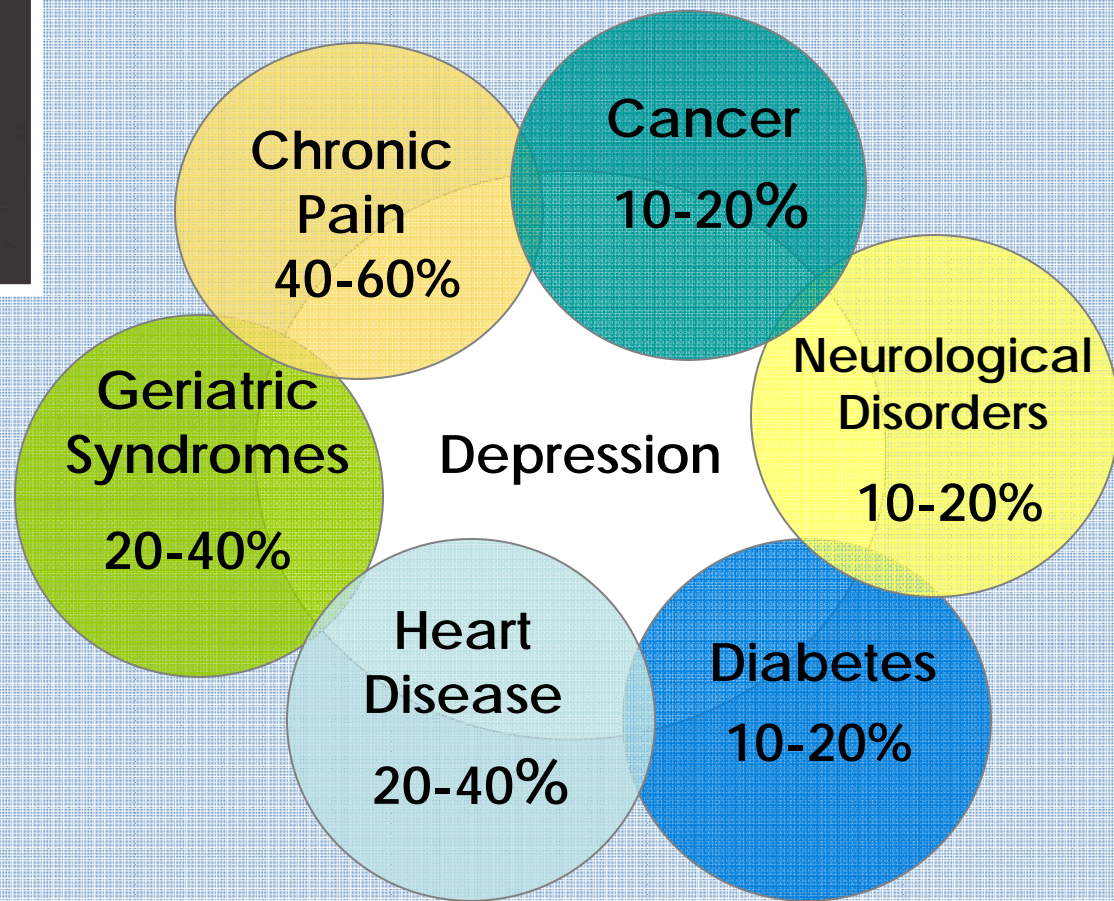 Cancer
10-20%
Chronic
Pain
40-60%
Neurological
Disorders
10-20%
Geriatric
Syndromes
20-40%
Depression
Heart
Disease
20-40%
Diabetes
10-20%